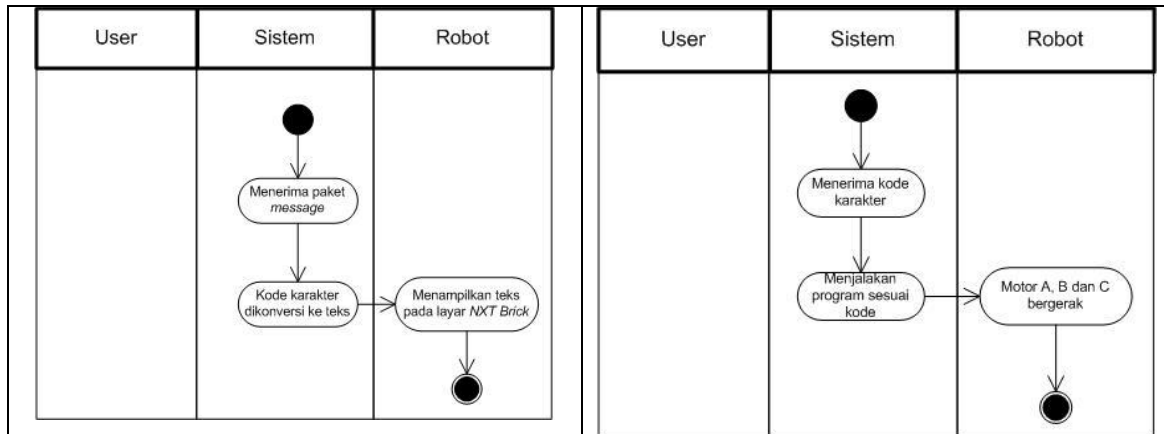 User
Sistem
Robot
Menerima paket
message
Kode karakter
dikonversi ke teks
Menampilkan teks
pada layar NXT Brick
User
Sistem
Robot
Menerima kode
karakter
Menjalakan
program sesuai
kode
Motor A, B dan C
bergerak